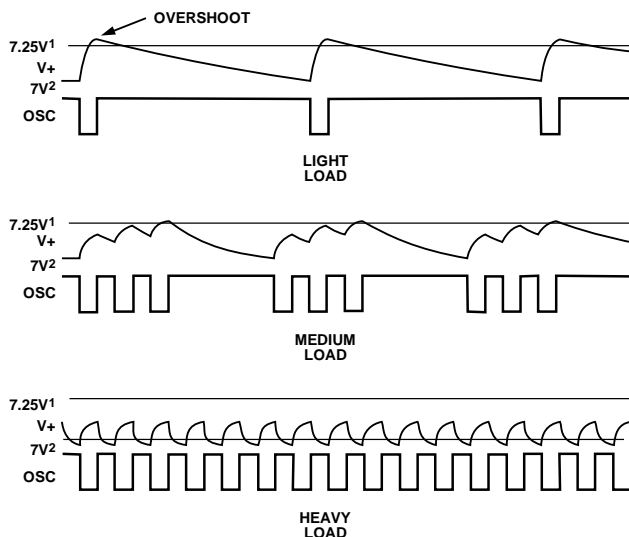 OVERSHOOT
7.25V1
V+
7V2
OSC
LIGHT
LOAD
7.25V1
V+
7V2
OSC
MEDIUM
LOAD
7.25V1
V+
7V2
OSC
HEAVY
LOAD